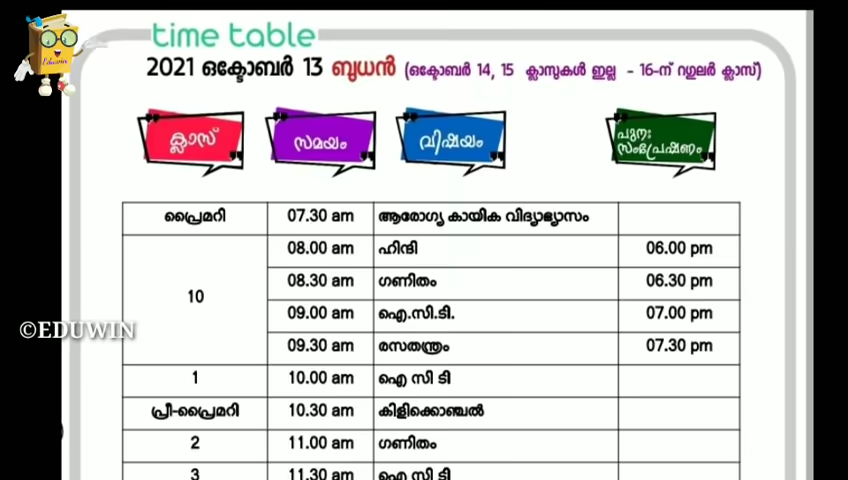 Eduwin
time table
2021 ഒക്ടോബർ 13 ബുധൻ (ഒക്ടോബർ 14, 15 ക്ലാസുകൾ ഇല്ല - 16-ന് റഗുലർ ക്ലാസ്)
ക്ലാസ് സമയം വിഷയം പുനഃ സംപ്രേഷണം
പ്രൈമറി 07.30 am ആരോഗ്യ കായിക വിദ്യാഭ്യാസം
08.00 am ഹിന്ദി 06.00 pm
08.30 am ഗണിതം 06.30 pm
10
09.00 am ഐ.സി.ടി. 07.00 pm
©EDUWIN
09.30 am രസതന്ത്രം 07.30 pm
1 10.00 am ഐ സി ടി
പ്രീ-പ്രൈമറി 10.30 am കിളിക്കൊഞ്ചൽ
2 11.00 am ഗണിതം
3 11.30 am ഐ സി ടി